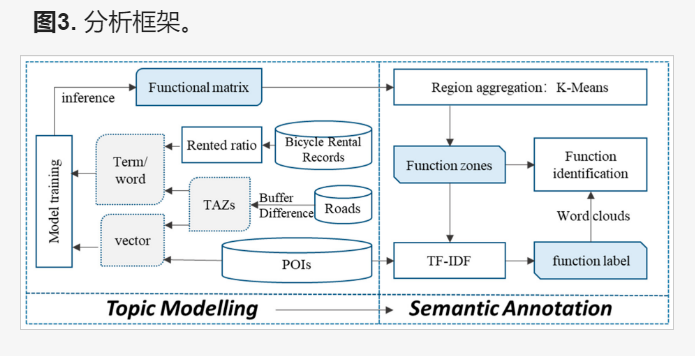 图3. 分析框架。
inference
Functional matrix
Region aggregation: K-Means
Model training
Term/
word
Rented ratio
Bicycle Rental
Records
Function zones
Function
identification
TAZs
Buffer
Difference
Roads
Word clouds
vector
POIs
TF-IDF
function label
Topic Modelling
Semantic Annotation